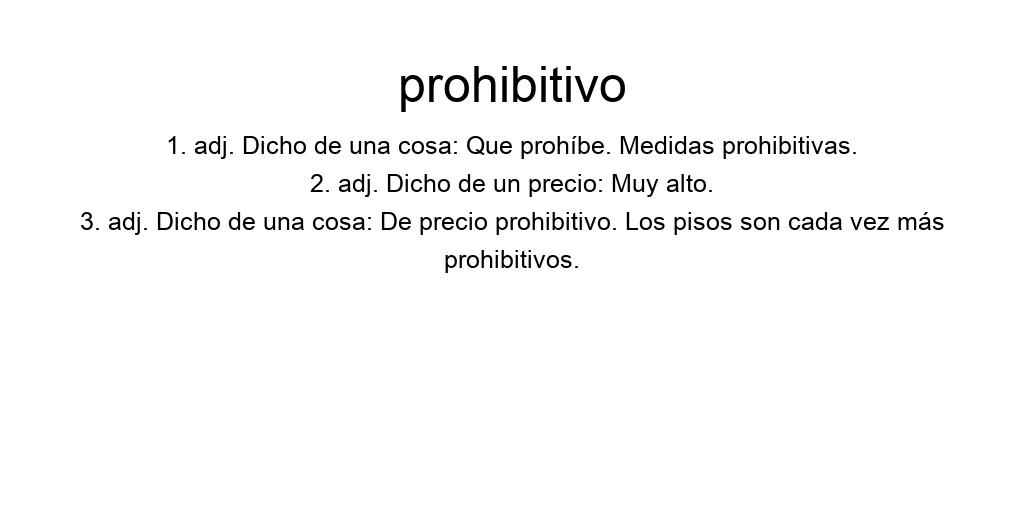 prohibitivo
1. adj. Dicho de una cosa: Que prohíbe. Medidas prohibitivas.
2. adj. Dicho de un precio: Muy alto.
3. adj. Dicho de una cosa: De precio prohibitivo. Los pisos son cada vez más
prohibitivos.